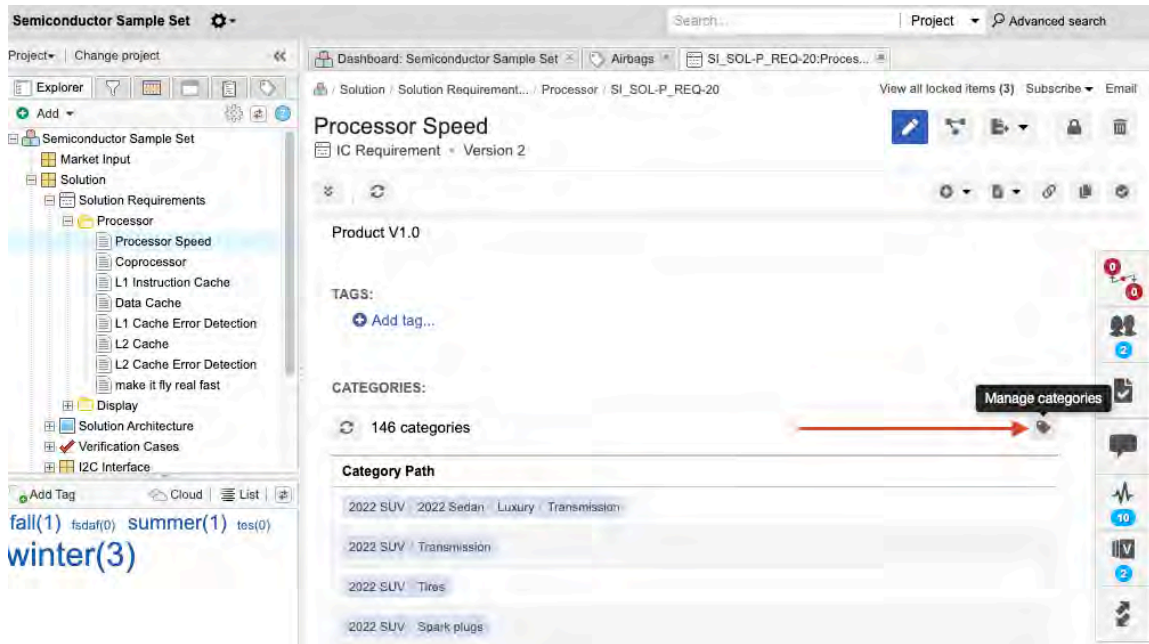 Semiconductor Sample Set
Search...
Project
Advanced search
Project
Change project
Dashboard: Semiconductor Sample Set
Airbags
SI_SOL-P_REQ-20:Proces...
Explorer
Add
Semiconductor Sample Set
Market Input
Solution
Solution Requirements
Processor
Processor Speed
Coprocessor
L1 Instruction Cache
Data Cache
L1 Cache Error Detection
L2 Cache
L2 Cache Error Detection
make it fly real fast
Display
Solution Architecture
Verification Cases
I2C Interface
Add Tag
Cloud
List
fall(1) fsdaf(0) summer(1) tes(0)
winter(3)
/ Solution / Solution Requirement... / Processor / SI_SOL-P_REQ-20
View all locked items (3) Subscribe Email
Processor Speed
IC Requirement • Version 2
Product V1.0
TAGS:
Add tag...
CATEGORIES:
Manage categories
146 categories
Category Path
2022 SUV / 2022 Sedan / Luxury / Transmission
2022 SUV / Transmission
2022 SUV / Tires
2022 SUV / Spark plugs
0
0
2
10
V
2